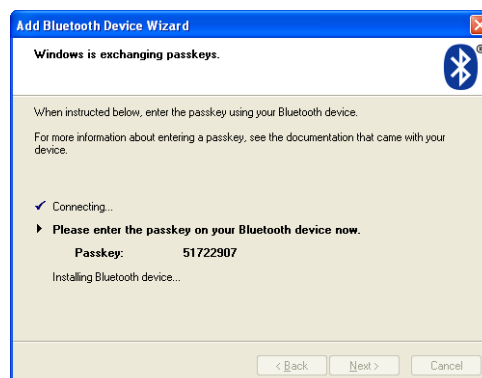 Add Bluetooth Device Wizard
Windows is exchanging passkeys.
When instructed below, enter the passkey using your Bluetooth device.
For more information about entering a passkey, see the documentation that came with your
device.
Connecting...
Please enter the passkey on your Bluetooth device now.
Passkey: 51722907
Installing Bluetooth device...
< Back Next > Cancel